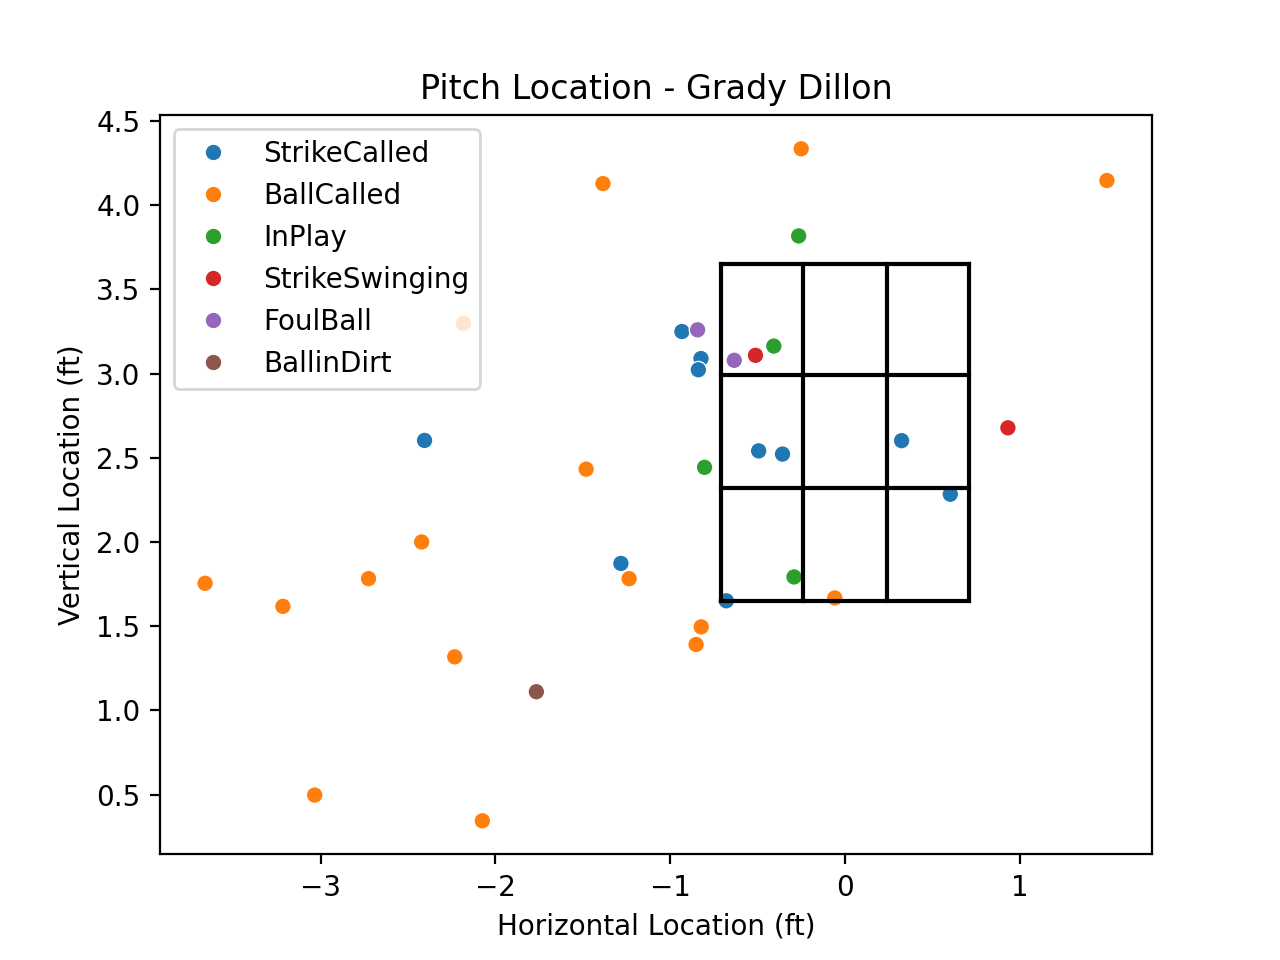 Pitch Location - Grady Dillon
StrikeCalled
BallCalled
InPlay
StrikeSwinging
FoulBall
BallinDirt
4.5
4.0
3.5
3.0
2.5
2.0
1.5
1.0
0.5
Vertical Location (ft)
−3
−2
−1
0
1
Horizontal Location (ft)